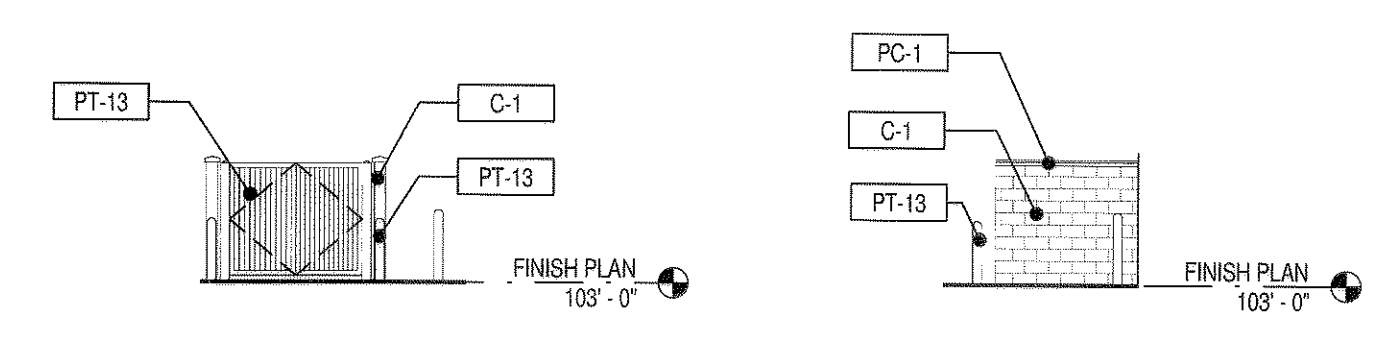 PT-13
C-1
PT-13
FINISH PLAN
103' - 0"
PC-1
C-1
PT-13
FINISH PLAN
103' - 0"